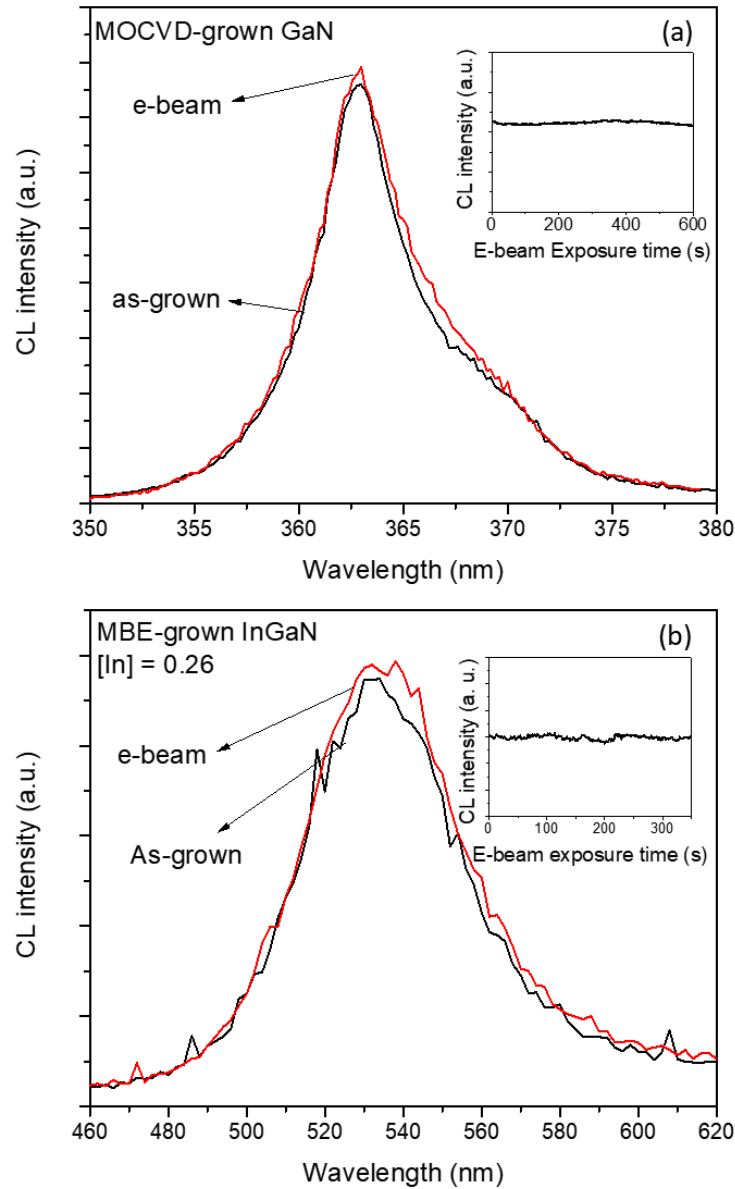 MOCVD-grown GaN
(a)
e-beam
as-grown
CL intensity (a.u.)
CL intensity (a.u.)
0 200 400 600
E-beam Exposure time (s)
350 355 360 365 370 375 380
Wavelength (nm)
MBE-grown InGaN
(b)
[In] = 0.26
e-beam
As-grown
CL intensity (a.u.)
CL intensity (a. u.)
0 100 200 300
E-beam exposure time (s)
460 480 500 520 540 560 580 600 620
Wavelength (nm)